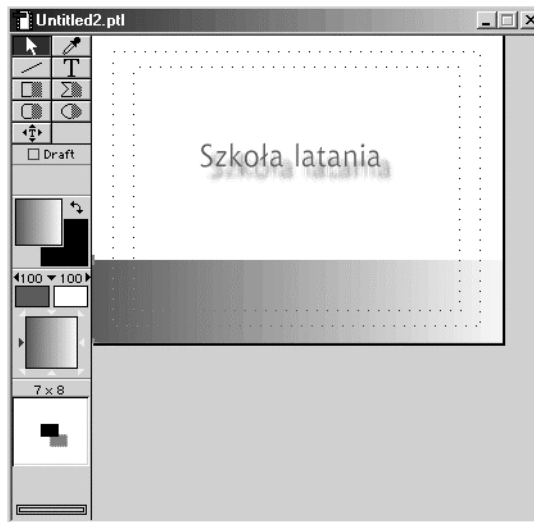 Untitled2.ptl
T
T
Draft
Szkoła latania
100 100
7 x 8